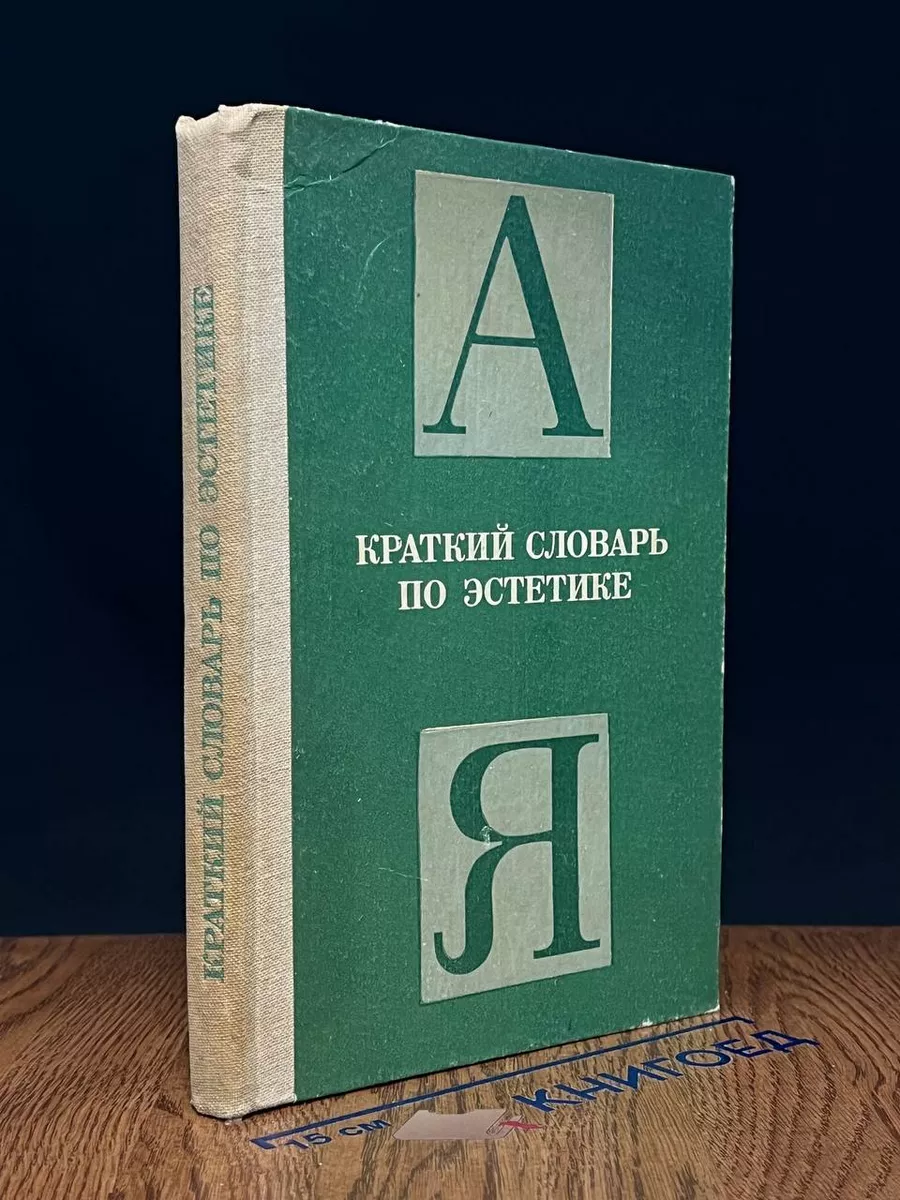 КРАТКИЙ СЛОВАРЬ ПО ЭСТЕТИКЕ
А
КРАТКИЙ СЛОВАРЬ
ПО ЭСТЕТИКЕ
Я
15 см
КНИГОЕД